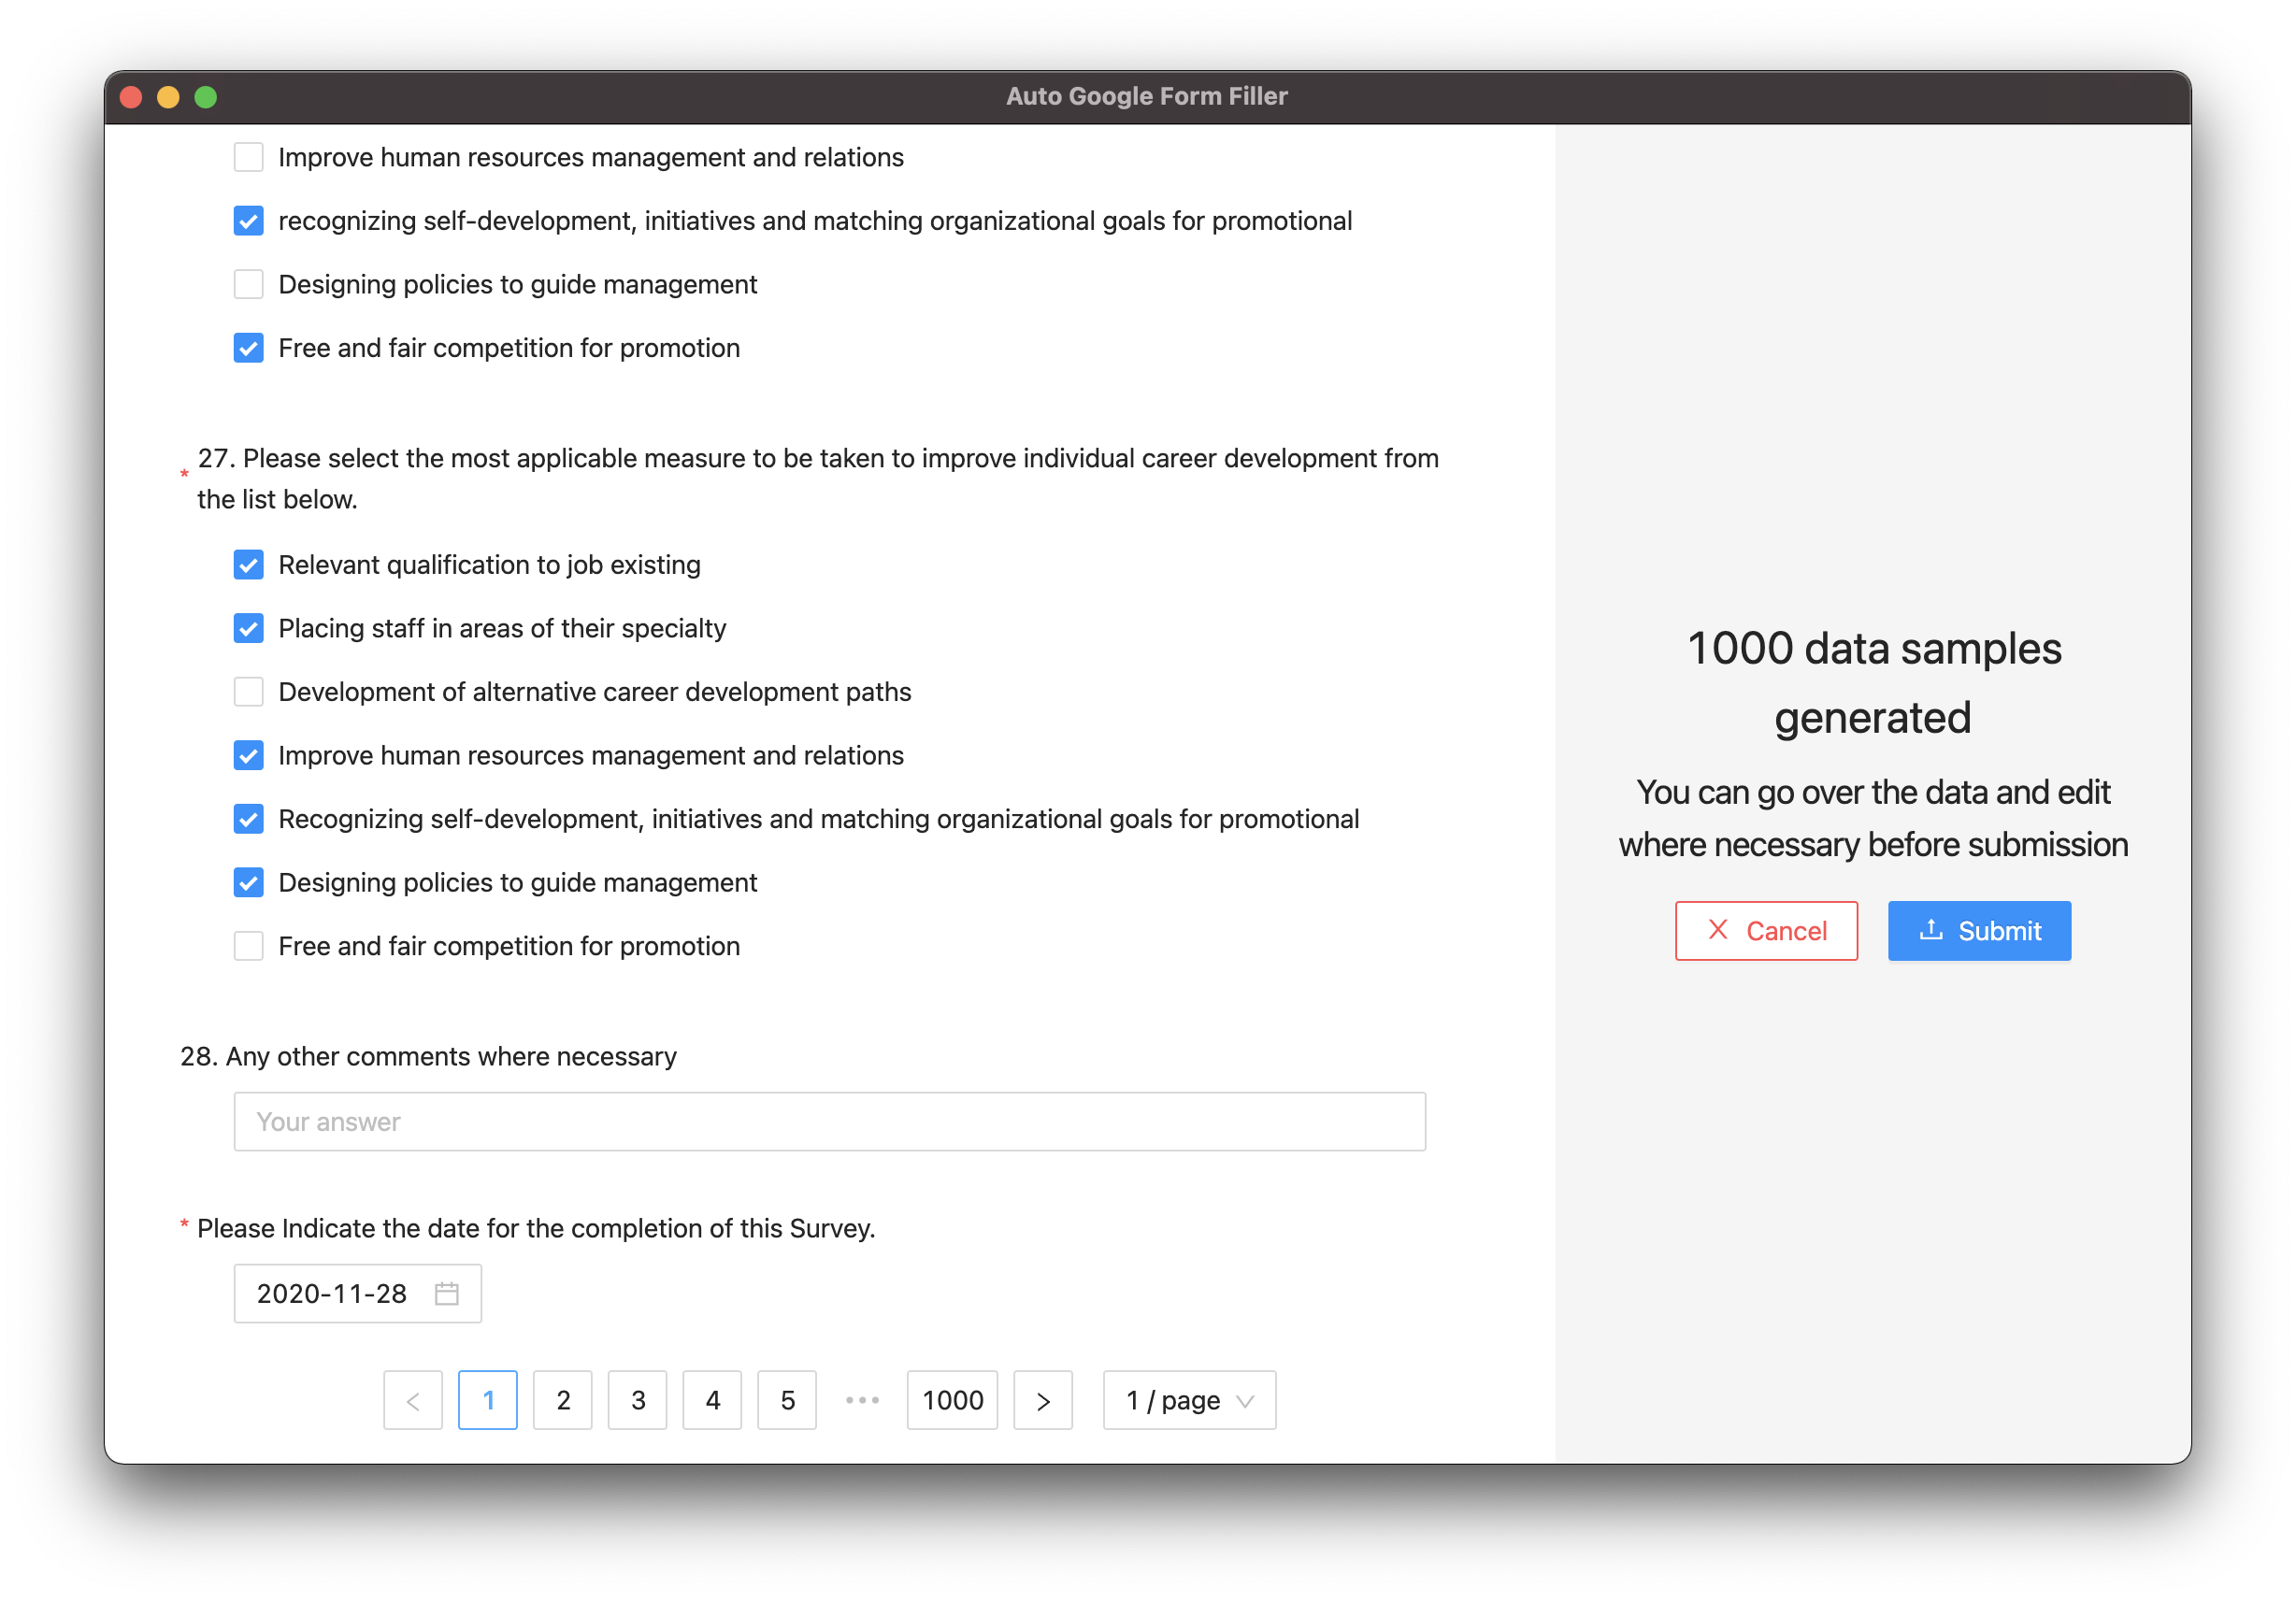 Auto Google Form Filler
Improve human resources management and relations
recognizing self-development, initiatives and matching organizational goals for promotional
Designing policies to guide management
Free and fair competition for promotion
* 27. Please select the most applicable measure to be taken to improve individual career development from
the list below.
Relevant qualification to job existing
Placing staff in areas of their specialty
Development of alternative career development paths
Improve human resources management and relations
Recognizing self-development, initiatives and matching organizational goals for promotional
Designing policies to guide management
Free and fair competition for promotion
28. Any other comments where necessary
Your answer
* Please Indicate the date for the completion of this Survey.
2020-11-28
< 1 2 3 4 5 ••• 1000 > 1 / page
1000 data samples
generated
You can go over the data and edit
where necessary before submission
Cancel Submit